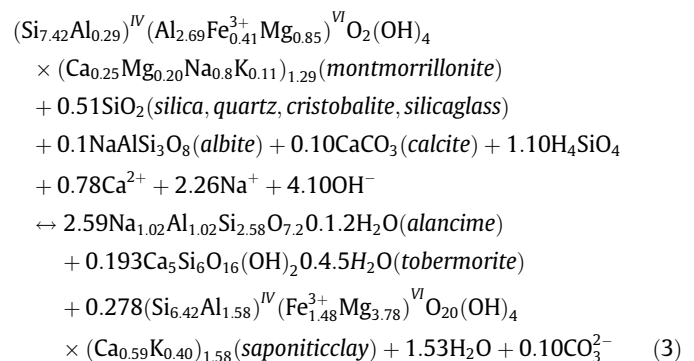 (Si₇.₄₂Al₀.₂₉)ᴵⱽ(Al₂.₆₉Fe³⁺₀.₄₁Mg₀.₈₅)ⱽᴵO₂(OH)₄
× (Ca₀.₂₅Mg₀.₂₀Na₀.₈K₀.₁₁)₁.₂₉(montmorrillonite)
+ 0.51SiO₂(silica, quartz, cristobalite, silicaglass)
+ 0.1NaAlSi₃O₈(albite) + 0.10CaCO₃(calcite) + 1.10H₄SiO₄
+ 0.78Ca²⁺ + 2.26Na⁺ + 4.10OH⁻
↔ 2.59Na₁.₀₂Al₁.₀₂Si₂.₅₈O₇.₂0.1.2H₂O(alancime)
+ 0.193Ca₅Si₆O₁₆(OH)₂0.4.5H₂O(tobermorite)
+ 0.278(Si₆.₄₂Al₁.₅₈)ᴵⱽ(Fe³⁺₁.₄₈Mg₃.₇₈)ⱽᴵO₂₀(OH)₄
× (Ca₀.₅₉K₀.₄₀)₁.₅₈(saponiticclay) + 1.53H₂O + 0.10CO₃²⁻ (3)